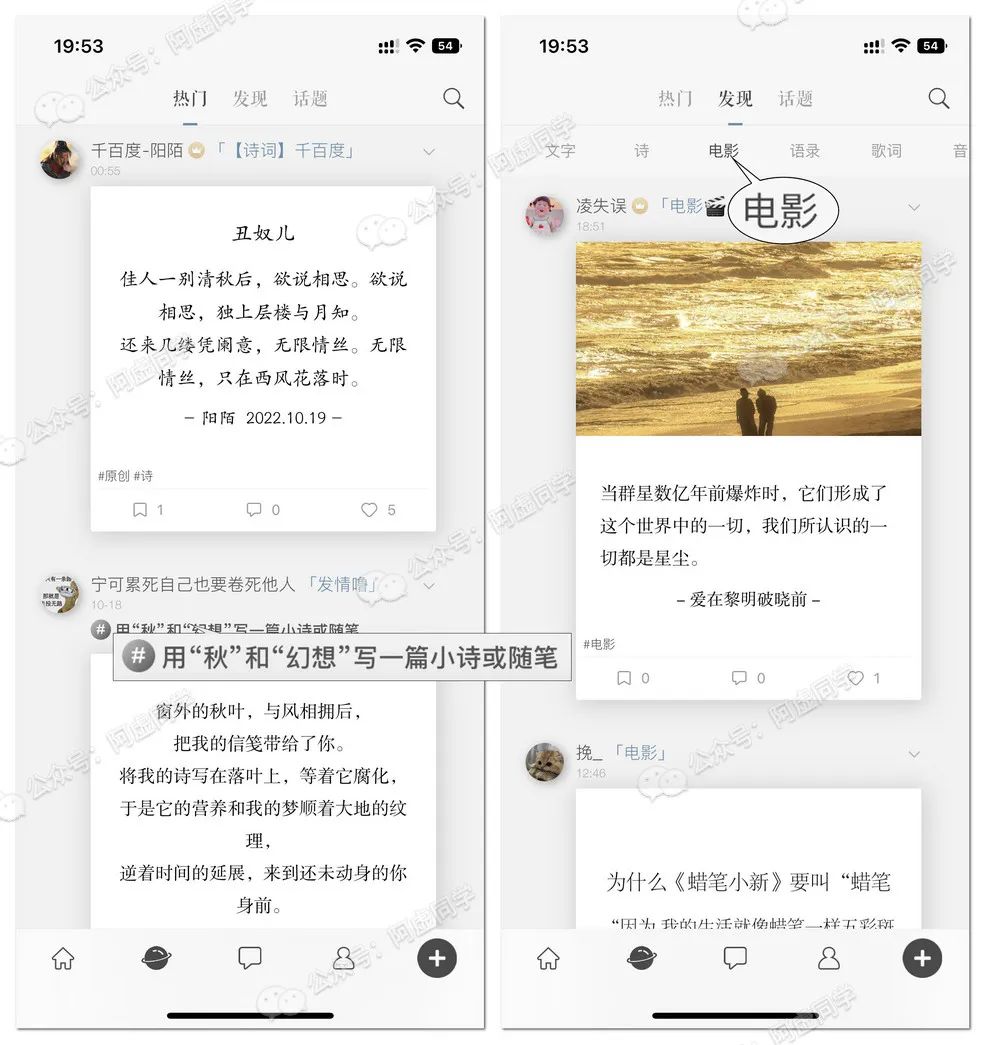 19:53
54
热门 发现 话题
千百度-阳陌 「【诗词】千百度」
00:55
丑奴儿
佳人一别清秋后，欲说相思。欲说
相思，独上层楼与月知。
还来几缕凭阑意，无限情丝。无限
情丝，只在西风花落时。
– 阳陌 2022.10.19 –
#原创 #诗
1 0 5
宁可累死自己也要卷死他人 「发情噜」
10-18
# 用“秋”和“幻想”写一篇小诗或随笔
# 用“秋”和“幻想”写一篇小诗或随笔
窗外的秋叶，与风相拥后，
把我的信笺带给了你。
将我的诗写在落叶上，等着它腐化，
于是它的营养和我的梦顺着大地的纹
理，
逆着时间的延展，来到还未动身的你
身前。
19:53
54
热门 发现 话题
文字 诗 电影 语录 歌词 音
电影
凌失误 「电影
18:51
当群星数亿年前爆炸时，它们形成了
这个世界中的一切，我们所认识的一
切都是星尘。
– 爱在黎明破晓前 –
#电影
0 0 1
挽_ 「电影」
12:46
为什么《蜡笔小新》要叫“蜡笔
“因为 我的生活就像蜡笔一样五彩斑
公众号：阿虚同学